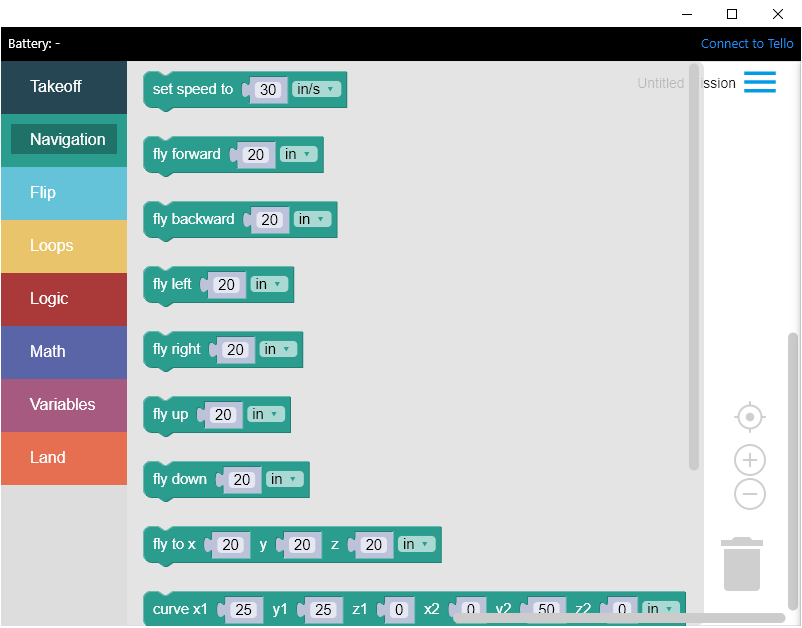 Battery: -
Connect to Tello
Takeoff
Navigation
Flip
Loops
Logic
Math
Variables
Land
Untitled ission
set speed to 30 in/s
fly forward 20 in
fly backward 20 in
fly left 20 in
fly right 20 in
fly up 20 in
fly down 20 in
fly to x 20 y 20 z 20 in
curve x1 25 y1 25 z1 0 x2 0 y2 50 z2 0 in